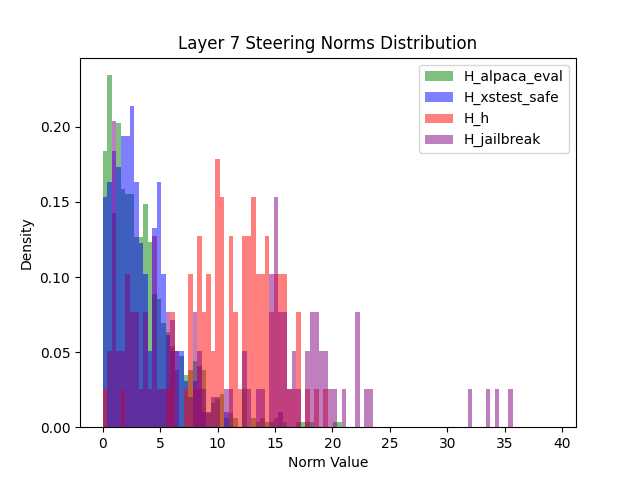 Layer 7 Steering Norms Distribution
H_alpaca_eval
H_xstest_safe
H_h
H_jailbreak
0.20
0.15
0.10
0.05
0.00
Density
0 5 10 15 20 25 30 35 40
Norm Value